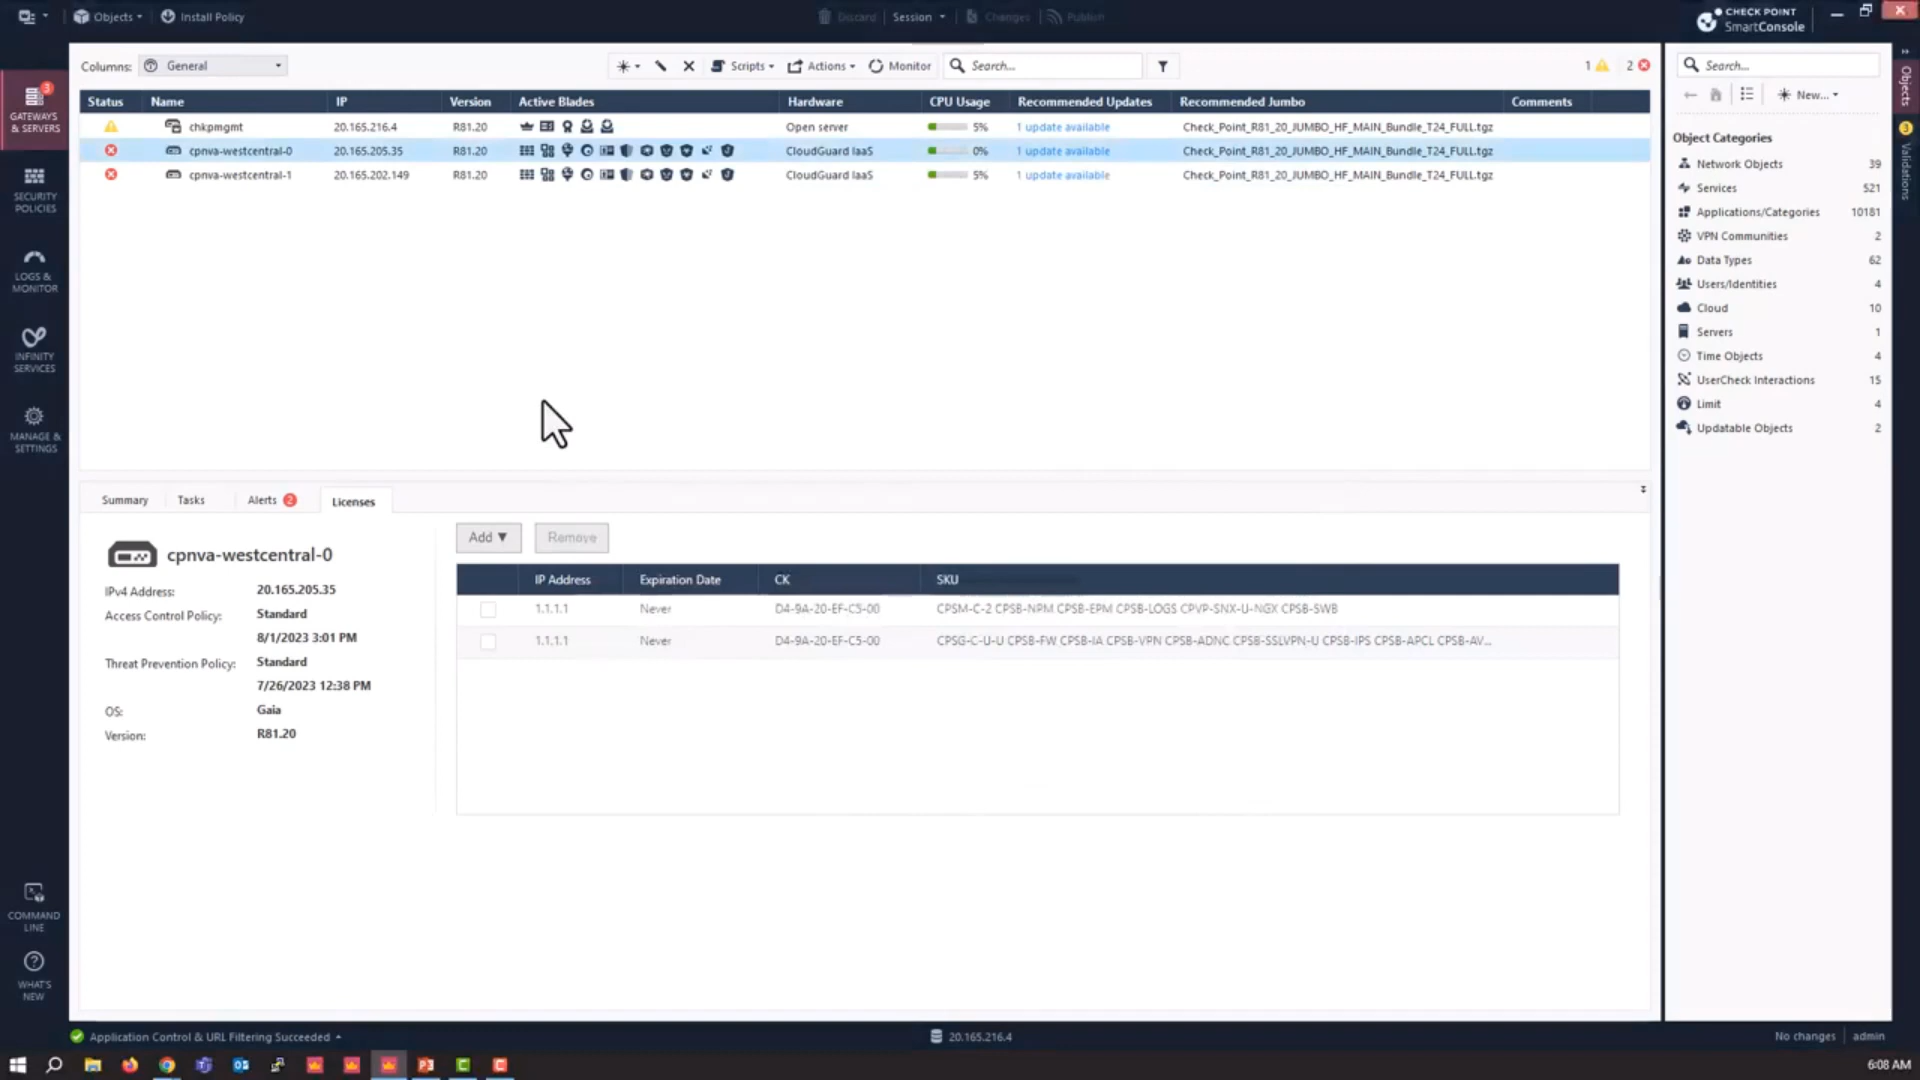 Objects
Install Policy
Discard
Session
Changes
Publish
CHECK POINT
SmartConsole
GATEWAYS
& SERVERS
3
SECURITY
POLICIES
LOGS &
MONITOR
INFINITY
SERVICES
MANAGE &
SETTINGS
COMMAND
LINE
WHAT'S
NEW
Columns: General
Scripts
Actions
Monitor
Search...
1
2
Status Name IP Version Active Blades Hardware CPU Usage Recommended Updates Recommended Jumbo Comments
chkpmgmt 20.165.216.4 R81.20 Open server 5% 1 update available Check_Point_R81_20_JUMBO_HF_MAIN_Bundle_T24_FULL.tgz
cpnva-westcentral-0 20.165.205.35 R81.20 CloudGuard IaaS 0% 1 update available Check_Point_R81_20_JUMBO_HF_MAIN_Bundle_T24_FULL.tgz
cpnva-westcentral-1 20.165.202.149 R81.20 CloudGuard IaaS 5% 1 update available Check_Point_R81_20_JUMBO_HF_MAIN_Bundle_T24_FULL.tgz
Summary Tasks Alerts 2 Licenses
cpnva-westcentral-0
IPv4 Address: 20.165.205.35
Access Control Policy: Standard
8/1/2023 3:01 PM
Threat Prevention Policy: Standard
7/26/2023 12:38 PM
OS: Gaia
Version: R81.20
Add ▼ Remove
IP Address Expiration Date CK SKU
1.1.1.1 Never D4-9A-20-EF-C5-00 CPSM-C-2 CPSB-NPM CPSB-EPM CPSB-LOGS CPVP-SNX-U-NGX CPSB-SWB
1.1.1.1 Never D4-9A-20-EF-C5-00 CPSG-C-U-U CPSB-FW CPSB-IA CPSB-VPN CPSB-ADNC CPSB-SSLVPN-U CPSB-IPS CPSB-APCL CPSB-AV...
Search...
New...
Object Categories
Network Objects 39
Services 521
Applications/Categories 10181
VPN Communities 2
Data Types 62
Users/Identities 4
Cloud 10
Servers 1
Time Objects 4
UserCheck Interactions 15
Limit 4
Updatable Objects 2
Objects
3
Validations
Application Control & URL Filtering Succeeded
20.165.216.4
No changes
admin
6:08 AM